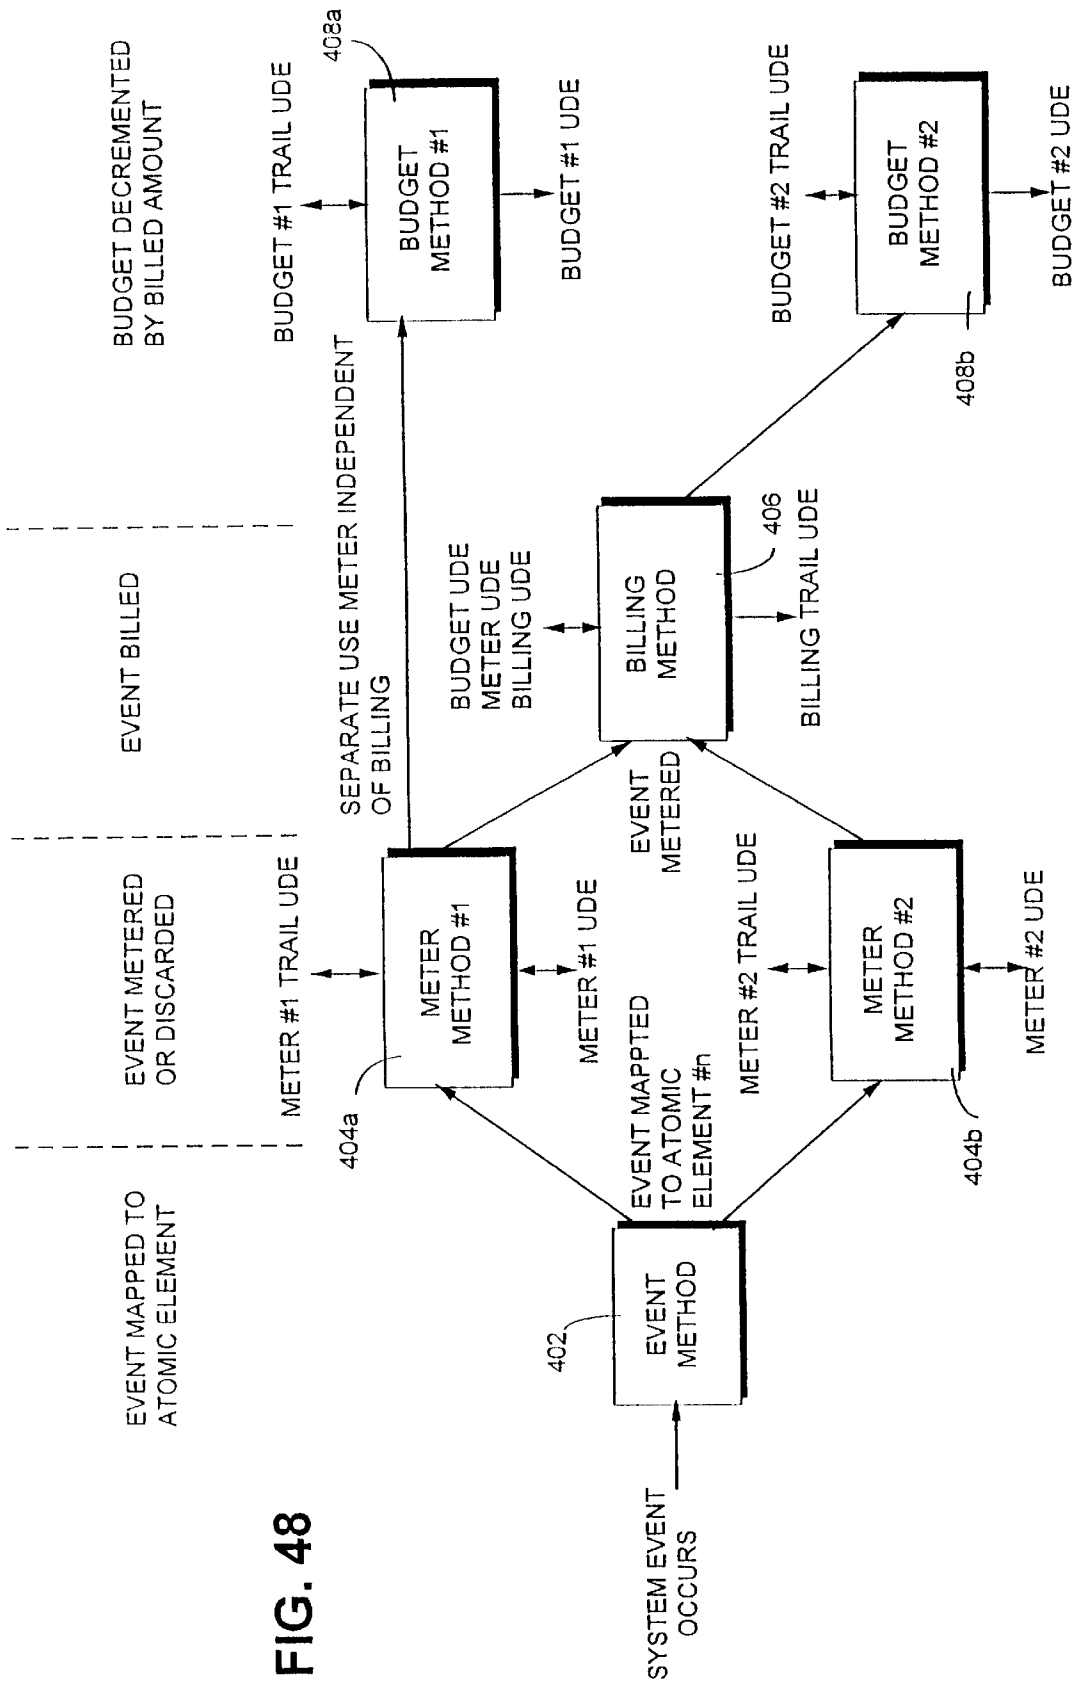 FIG. 48
EVENT MAPPED TO
ATOMIC ELEMENT
EVENT METERED
OR DISCARDED
EVENT BILLED
BUDGET DECREMENTED
BY BILLED AMOUNT
SYSTEM EVENT
OCCURS
402
EVENT
METHOD
EVENT MAPPTED
TO ATOMIC
ELEMENT #n
METER #1 TRAIL UDE
404a
METER
METHOD #1
METER #1 UDE
METER #2 TRAIL UDE
METER
METHOD #2
404b
METER #2 UDE
SEPARATE USE METER INDEPENDENT
OF BILLING
EVENT
METERED
BUDGET UDE
METER UDE
BILLING UDE
BILLING
METHOD
406
BILLING TRAIL UDE
BUDGET #1 TRAIL UDE
408a
BUDGET
METHOD #1
BUDGET #1 UDE
BUDGET #2 TRAIL UDE
BUDGET
METHOD #2
408b
BUDGET #2 UDE